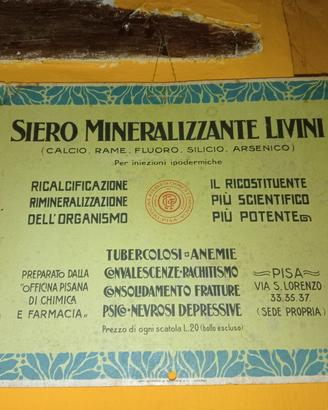 SIERO MINERALIZZANTE LIVINI
(CALCIO, RAME, FLUORO, SILICIO, ARSENICO)
Per iniezioni ipodermiche
RICALCIFICAZIONE
RIMINERALIZZAZIONE
DELL'ORGANISMO
IL RICOSTITUENTE
PIÙ SCIENTIFICO
PIÙ POTENTE
TUBERCOLOSI - ANEMIE
CONVALESCENZE - RACHITISMO
CONSOLIDAMENTO FRATTURE
PSICO - NEVROSI DEPRESSIVE
Prezzo di ogni scatola L.20 (bollo escluso)
PREPARATO DALLA
"OFFICINA PISANA
DI CHIMICA
E FARMACIA"
PISA
VIA S. LORENZO
33.35.37.
(SEDE PROPRIA)